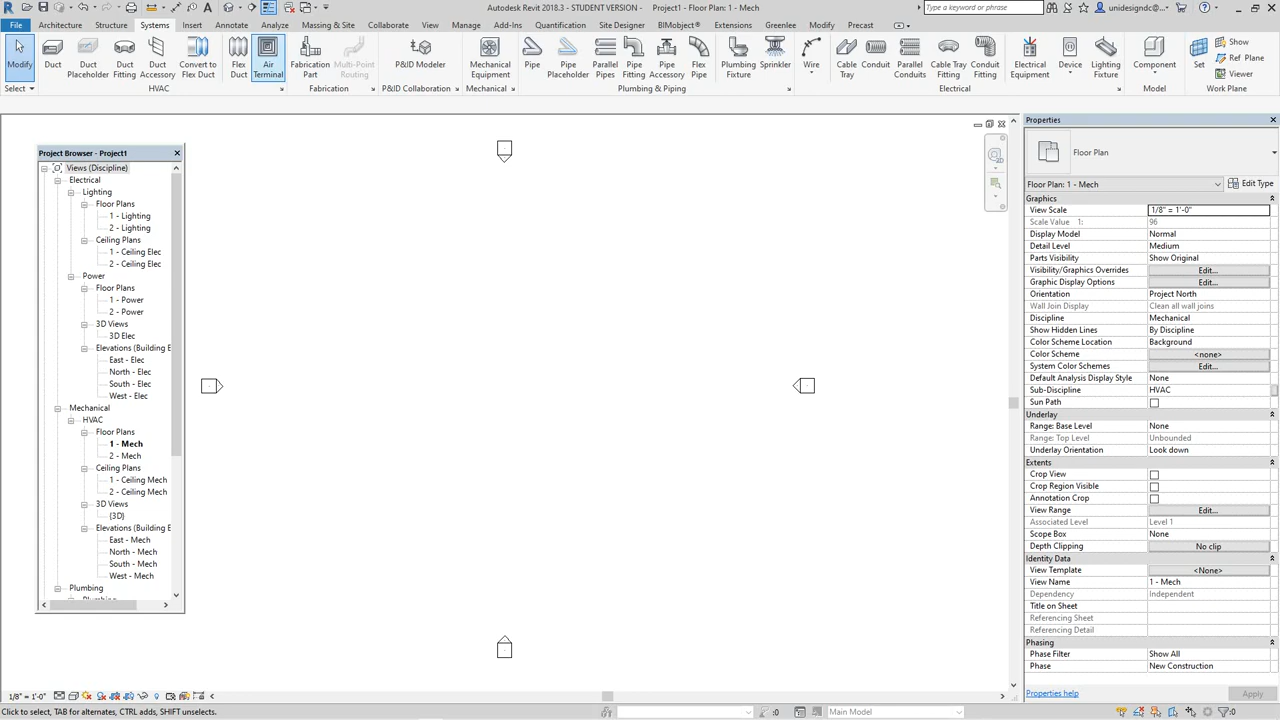 Autodesk Revit 2018.3 - STUDENT VERSION - Project1 - Floor Plan: 1 - Mech
Type a keyword or phrase
unidesigndc@...
File Architecture Structure Systems Insert Annotate Analyze Massing & Site Collaborate View Manage Add-Ins Quantification Site Designer BIMobject® Extensions Greenlee Modify Precast
Modify
Duct
Duct Placeholder
Duct Fitting
Duct Accessory
Convert to Flex Duct
Flex Duct
Air Terminal
Fabrication Part
Multi-Point Routing
P&ID Modeler
Mechanical Equipment
Pipe
Pipe Placeholder
Parallel Pipes
Pipe Fitting
Pipe Accessory
Flex Pipe
Plumbing Fixture
Sprinkler
Wire
Cable Tray
Conduit
Parallel Conduits
Cable Tray Fitting
Conduit Fitting
Electrical Equipment
Device
Lighting Fixture
Component
Set
Show
Ref Plane
Viewer
Select HVAC Fabrication P&ID Collaboration Mechanical Plumbing & Piping Electrical Model Work Plane
Project Browser - Project1
Views (Discipline)
Electrical
Lighting
Floor Plans
1 - Lighting
2 - Lighting
Ceiling Plans
1 - Ceiling Elec
2 - Ceiling Elec
Power
Floor Plans
1 - Power
2 - Power
3D Views
3D Elec
Elevations (Building E
East - Elec
North - Elec
South - Elec
West - Elec
Mechanical
HVAC
Floor Plans
1 - Mech
2 - Mech
Ceiling Plans
1 - Ceiling Mech
2 - Ceiling Mech
3D Views
{3D}
Elevations (Building E
East - Mech
North - Mech
South - Mech
West - Mech
Plumbing
Properties
Floor Plan
Floor Plan: 1 - Mech
Edit Type
Graphics
View Scale 1/8" = 1'-0"
Scale Value 1: 96
Display Model Normal
Detail Level Medium
Parts Visibility Show Original
Visibility/Graphics Overrides Edit...
Graphic Display Options Edit...
Orientation Project North
Wall Join Display Clean all wall joins
Discipline Mechanical
Show Hidden Lines By Discipline
Color Scheme Location Background
Color Scheme <none>
System Color Schemes Edit...
Default Analysis Display Style None
Sub-Discipline HVAC
Sun Path
Underlay
Range: Base Level None
Range: Top Level Unbounded
Underlay Orientation Look down
Extents
Crop View
Crop Region Visible
Annotation Crop
View Range Edit...
Associated Level Level 1
Scope Box None
Depth Clipping No clip
Identity Data
View Template <None>
View Name 1 - Mech
Dependency Independent
Title on Sheet
Referencing Sheet
Referencing Detail
Phasing
Phase Filter Show All
Phase New Construction
Properties help
Apply
1/8" = 1'-0"
Click to select, TAB for alternates, CTRL adds, SHIFT unselects.
:0
Main Model
:0